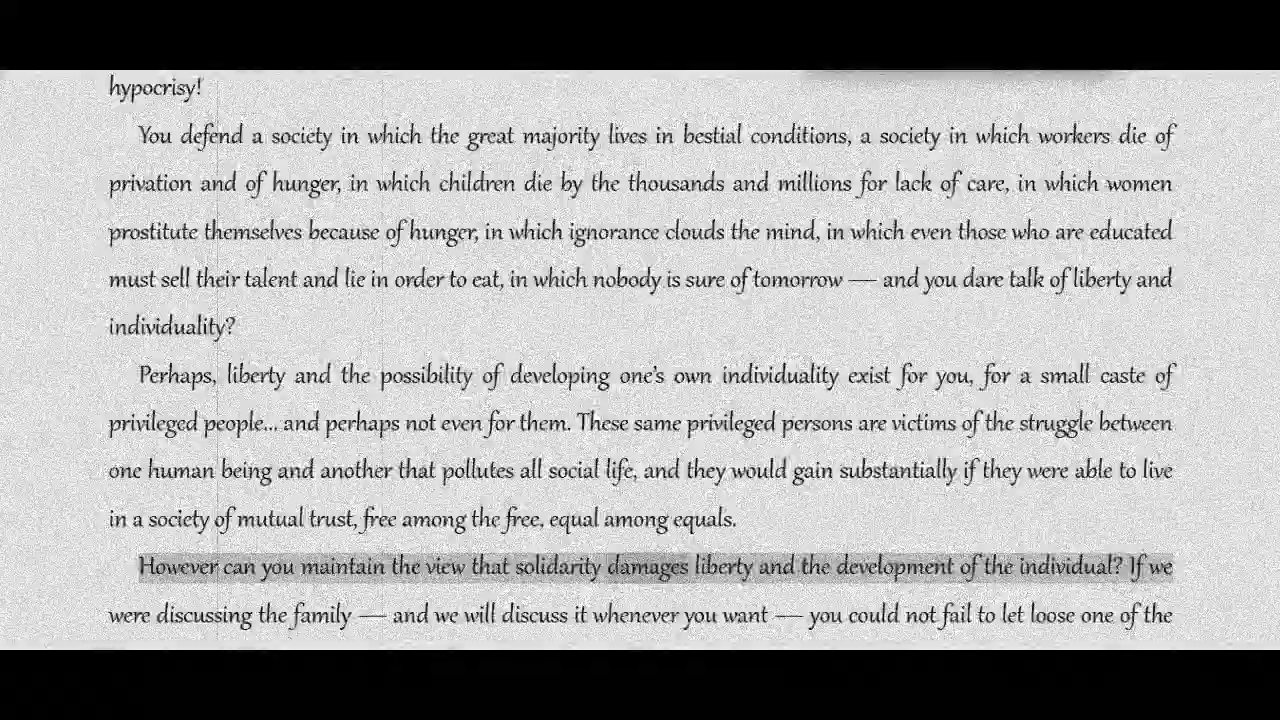 hypocrisy!
You defend a society in which the great majority lives in bestial conditions, a society in which workers die of
privation and of hunger, in which children die by the thousands and millions for lack of care, in which women
prostitute themselves because of hunger, in which ignorance clouds the mind, in which even those who are educated
must sell their talent and lie in order to eat, in which nobody is sure of tomorrow — and you dare talk of liberty and
individuality?
Perhaps, liberty and the possibility of developing one's own individuality exist for you, for a small caste of
privileged people... and perhaps not even for them. These same privileged persons are victims of the struggle between
one human being and another that pollutes all social life, and they would gain substantially if they were able to live
in a society of mutual trust, free among the free, equal among equals.
However can you maintain the view that solidarity damages liberty and the development of the individual? If we
were discussing the family — and we will discuss it whenever you want — you could not fail to let loose one of the